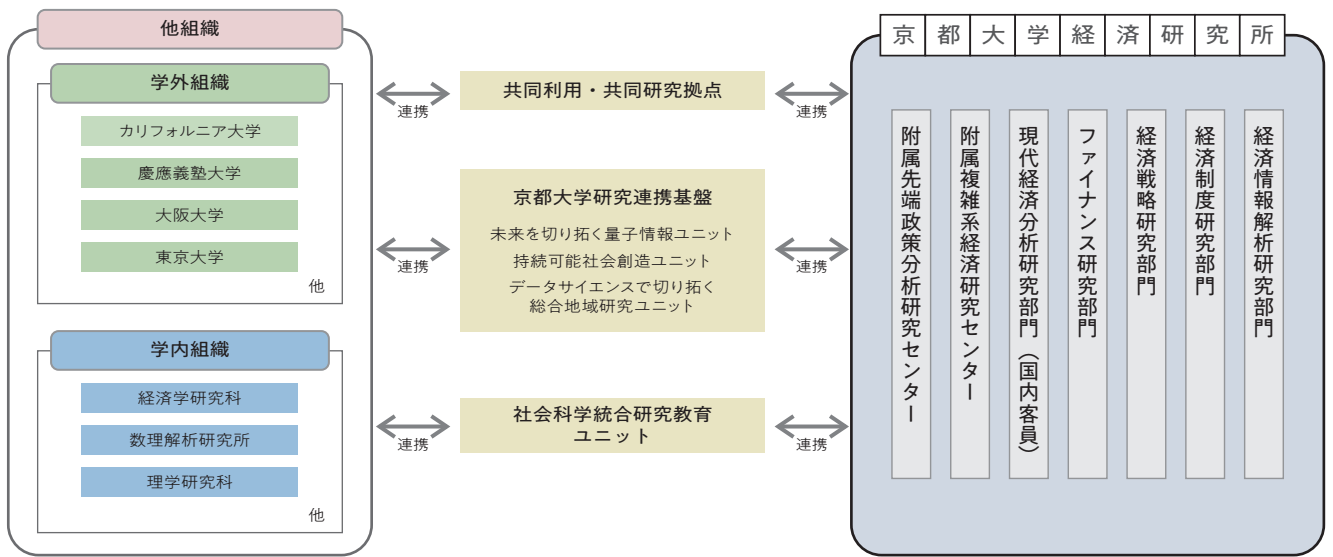 他組織
学外組織
カリフォルニア大学
慶應義塾大学
大阪大学
東京大学
他
学内組織
経済学研究科
数理解析研究所
理学研究科
他
連携
連携
連携
共同利用・共同研究拠点
京都大学研究連携基盤
未来を切り拓く量子情報ユニット
持続可能社会創造ユニット
データサイエンスで切り拓く
総合地域研究ユニット
社会科学統合研究教育
ユニット
連携
連携
連携
京都大学経済研究所
経済情報解析研究部門
経済制度研究部門
経済戦略研究部門
ファイナンス研究部門
現代経済分析研究部門（国内客員）
附属複雑系経済研究センター
附属先端政策分析研究センター